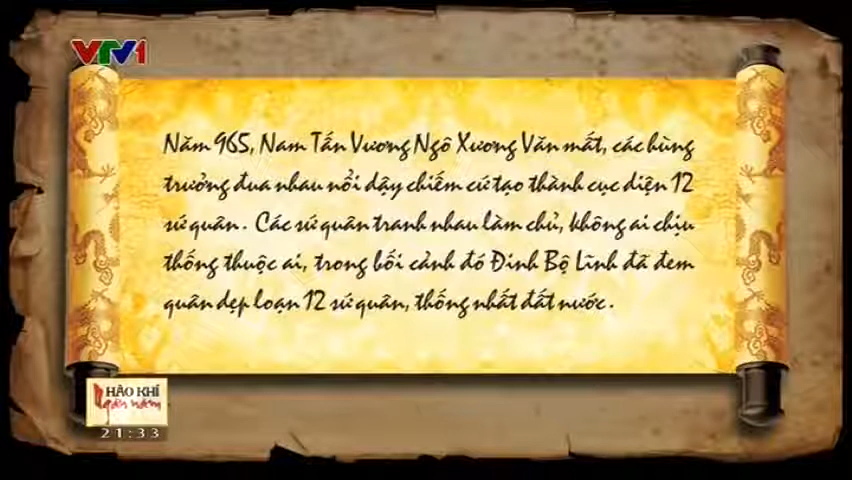 VTV1
Năm 965, Nam Tấn Vương Ngô Xương Văn mất, các hùng
trưởng đua nhau nổi dậy chiếm cứ tạo thành cục diện 12
sứ quân. Các sứ quân tranh nhau làm chủ, không ai chịu
thống thuộc ai, trong bối cảnh đó Đinh Bộ Lĩnh đã đem
quân dẹp loạn 12 sứ quân, thống nhất đất nước.
HÀO KHÍ
ngàn năm
21:33